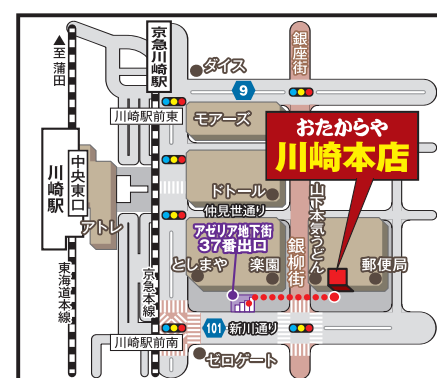 ▲至 蒲田
京急川崎駅
銀座街
ダイス
9
川崎駅前東
モアーズ
おたからや
川崎本店
川崎駅
中央東口
アトレ
ドトール
仲見世通り
アゼリア地下街
37番出口
としまや
楽園
銀柳街
山下本気うどん
郵便局
東海道本線
京急本線
101
新川通り
川崎駅前南
ゼロゲート